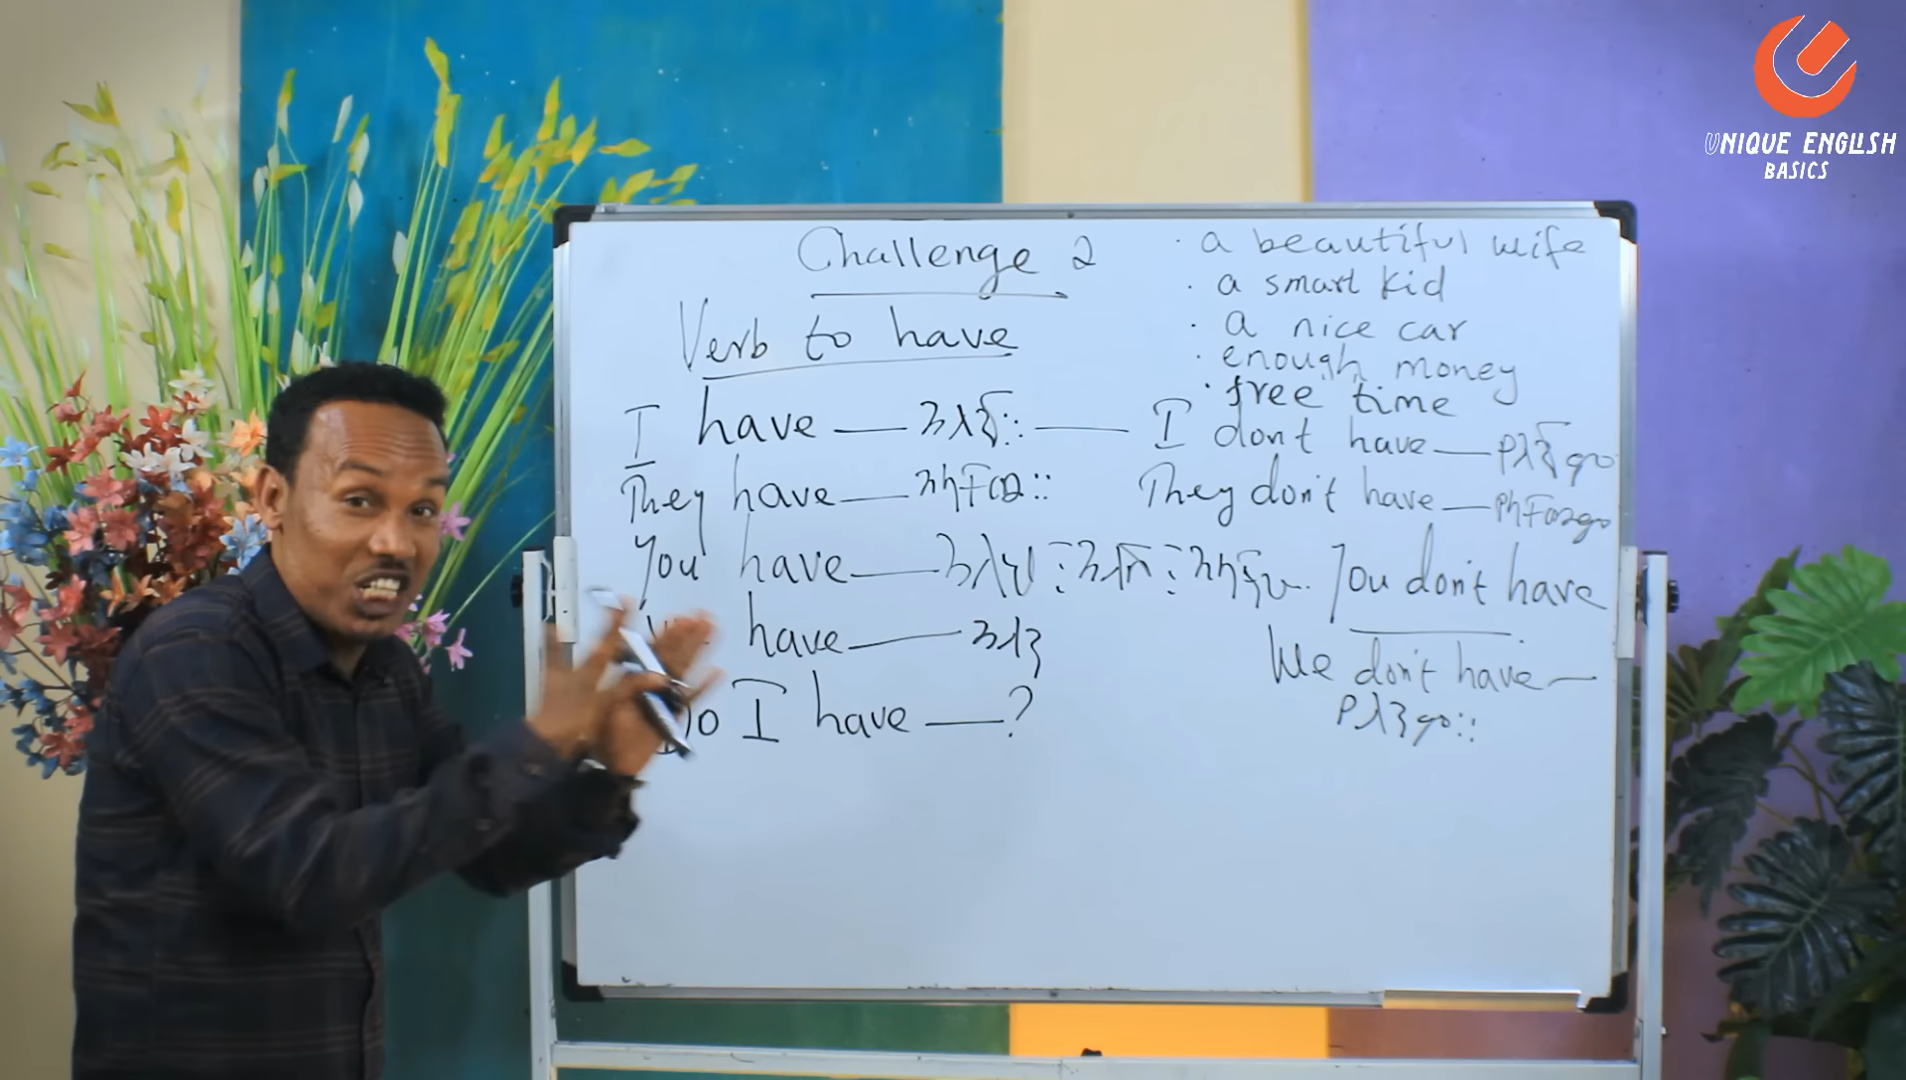 UNIQUE ENGLISH
BASICS
Challenge 2
Verb to have
· a beautiful wife
· a smart kid
· a nice car
· enough money
· free time
I have — አለኝ። — I don't have — የለኝም
They have — አላቸው። They don't have — የላቸውም
You have — አለህ፡ አለሽ፡ አላችሁ. You don't have
have — አለን
We don't have —
የለንም።
Do I have — ?